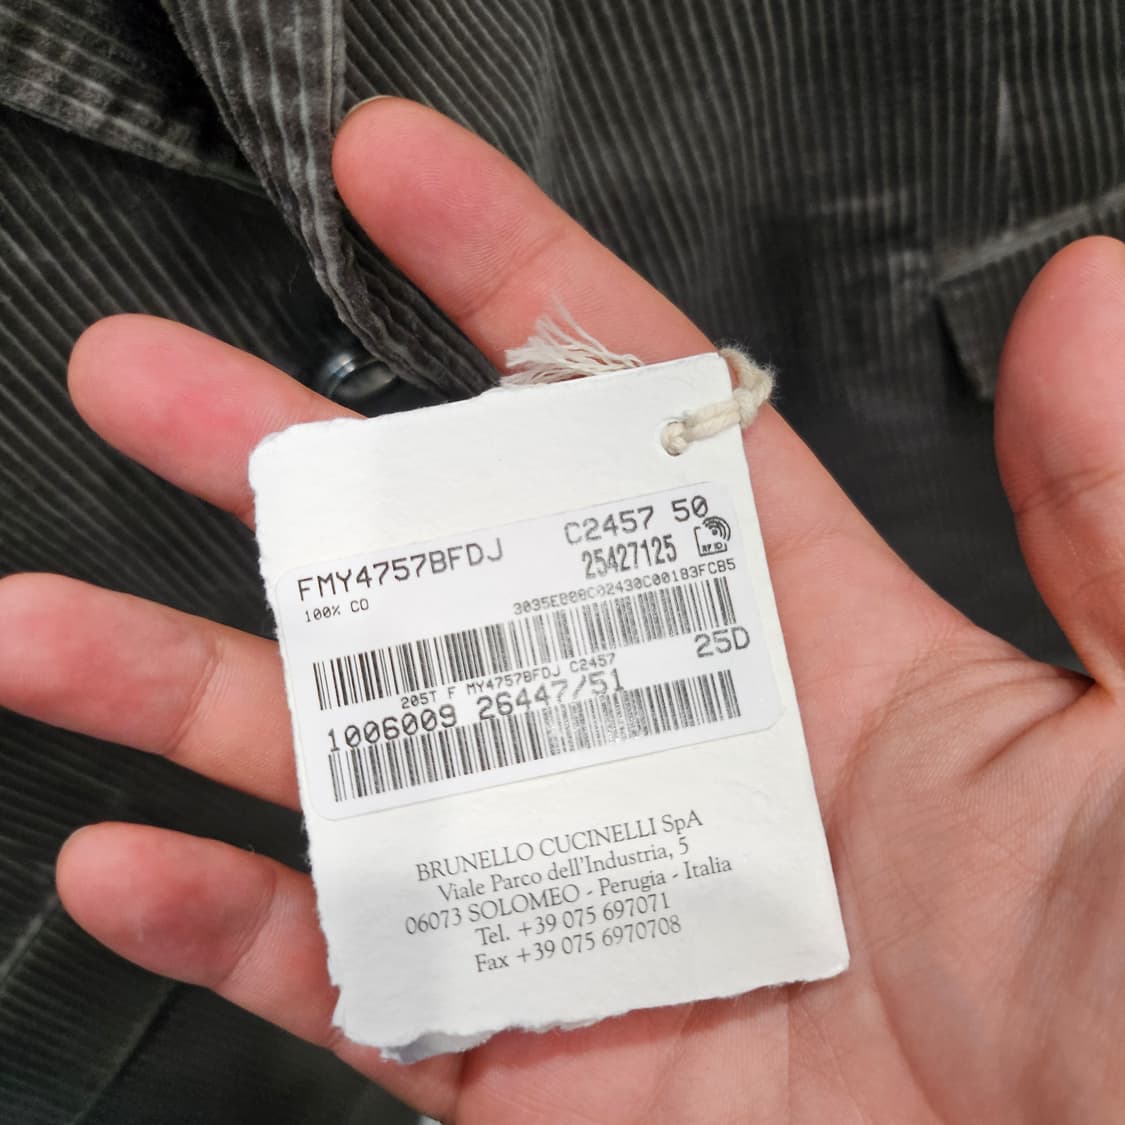 C2457 50
FMY4757BFDJ
25427125
RFID
100% CO
3035EB08C02430C00183FCB5
25D
205T F MY4757BFDJ C2457
1006009 26447/51
BRUNELLO CUCINELLI SpA
Viale Parco dell'Industria, 5
06073 SOLOMEO - Perugia - Italia
Tel. +39 075 697071
Fax +39 075 6970708